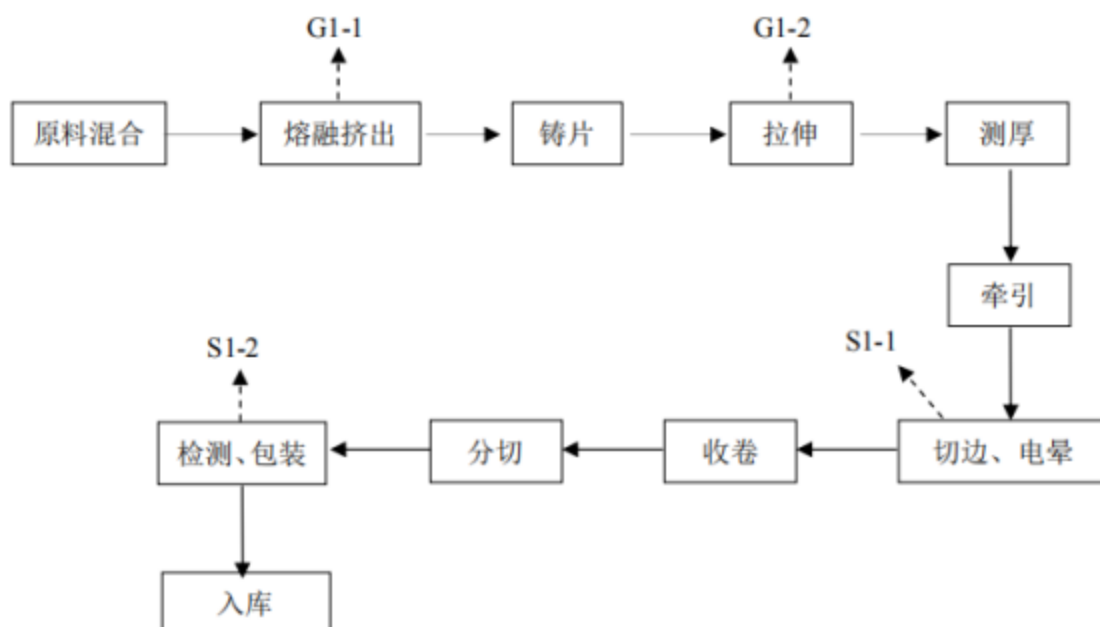 G1-1
G1-2
原料混合
熔融挤出
铸片
拉伸
测厚
牵引
S1-1
S1-2
切边、电晕
收卷
分切
检测、包装
入库